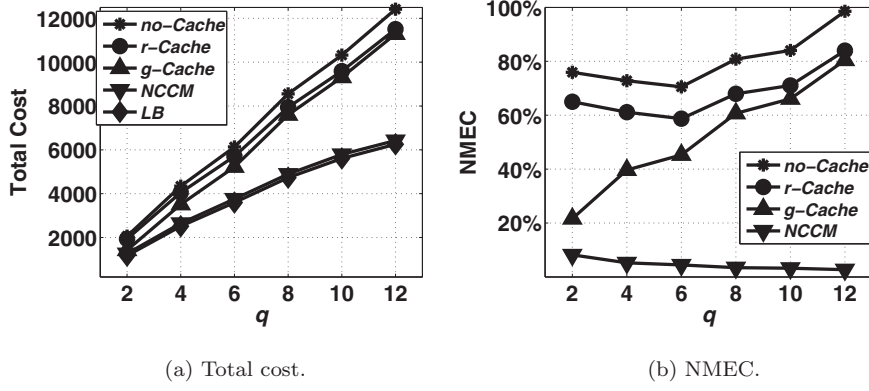 12000
10000
8000
6000
4000
2000
Total Cost
no-Cache
r-Cache
g-Cache
NCCM
LB
2 4 6 8 10 12
q
(a) Total cost.
100%
80%
60%
40%
20%
NMEC
no-Cache
r-Cache
g-Cache
NCCM
2 4 6 8 10 12
q
(b) NMEC.